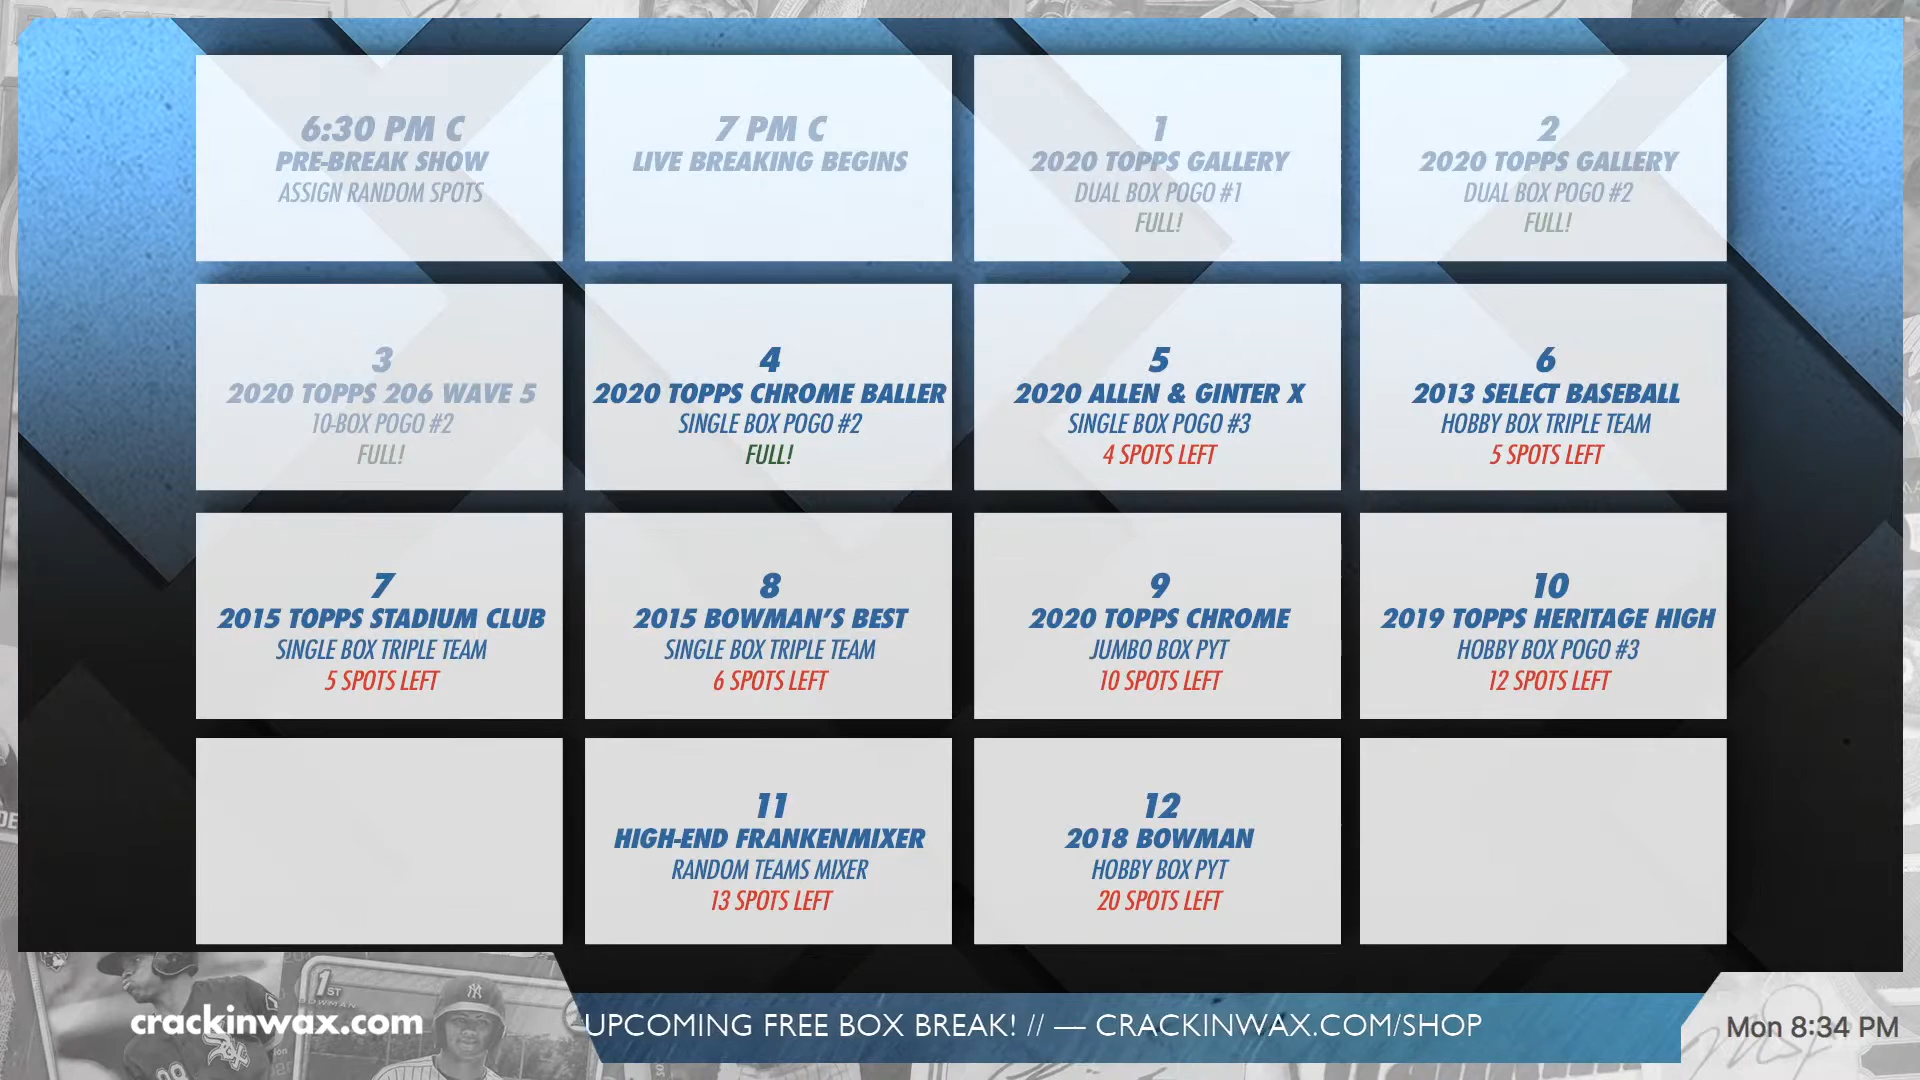 6:30 PM C
PRE-BREAK SHOW
ASSIGN RANDOM SPOTS
7 PM C
LIVE BREAKING BEGINS
1
2020 TOPPS GALLERY
DUAL BOX POGO #1
FULL!
2
2020 TOPPS GALLERY
DUAL BOX POGO #2
FULL!
3
2020 TOPPS 206 WAVE 5
10-BOX POGO #2
FULL!
4
2020 TOPPS CHROME BALLER
SINGLE BOX POGO #2
FULL!
5
2020 ALLEN & GINTER X
SINGLE BOX POGO #3
4 SPOTS LEFT
6
2013 SELECT BASEBALL
HOBBY BOX TRIPLE TEAM
5 SPOTS LEFT
7
2015 TOPPS STADIUM CLUB
SINGLE BOX TRIPLE TEAM
5 SPOTS LEFT
8
2015 BOWMAN'S BEST
SINGLE BOX TRIPLE TEAM
6 SPOTS LEFT
9
2020 TOPPS CHROME
JUMBO BOX PYT
10 SPOTS LEFT
10
2019 TOPPS HERITAGE HIGH
HOBBY BOX POGO #3
12 SPOTS LEFT
11
HIGH-END FRANKENMIXER
RANDOM TEAMS MIXER
13 SPOTS LEFT
12
2018 BOWMAN
HOBBY BOX PYT
20 SPOTS LEFT
1ST
BOWMAN
crackinwax.com
UPCOMING FREE BOX BREAK! // — CRACKINWAX.COM/SHOP
Mon 8:34 PM